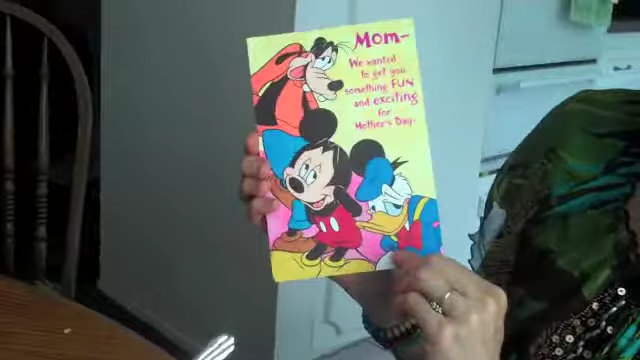 Mom-
We wanted
to get you
something FUN
and exciting
for
Mother's Day-